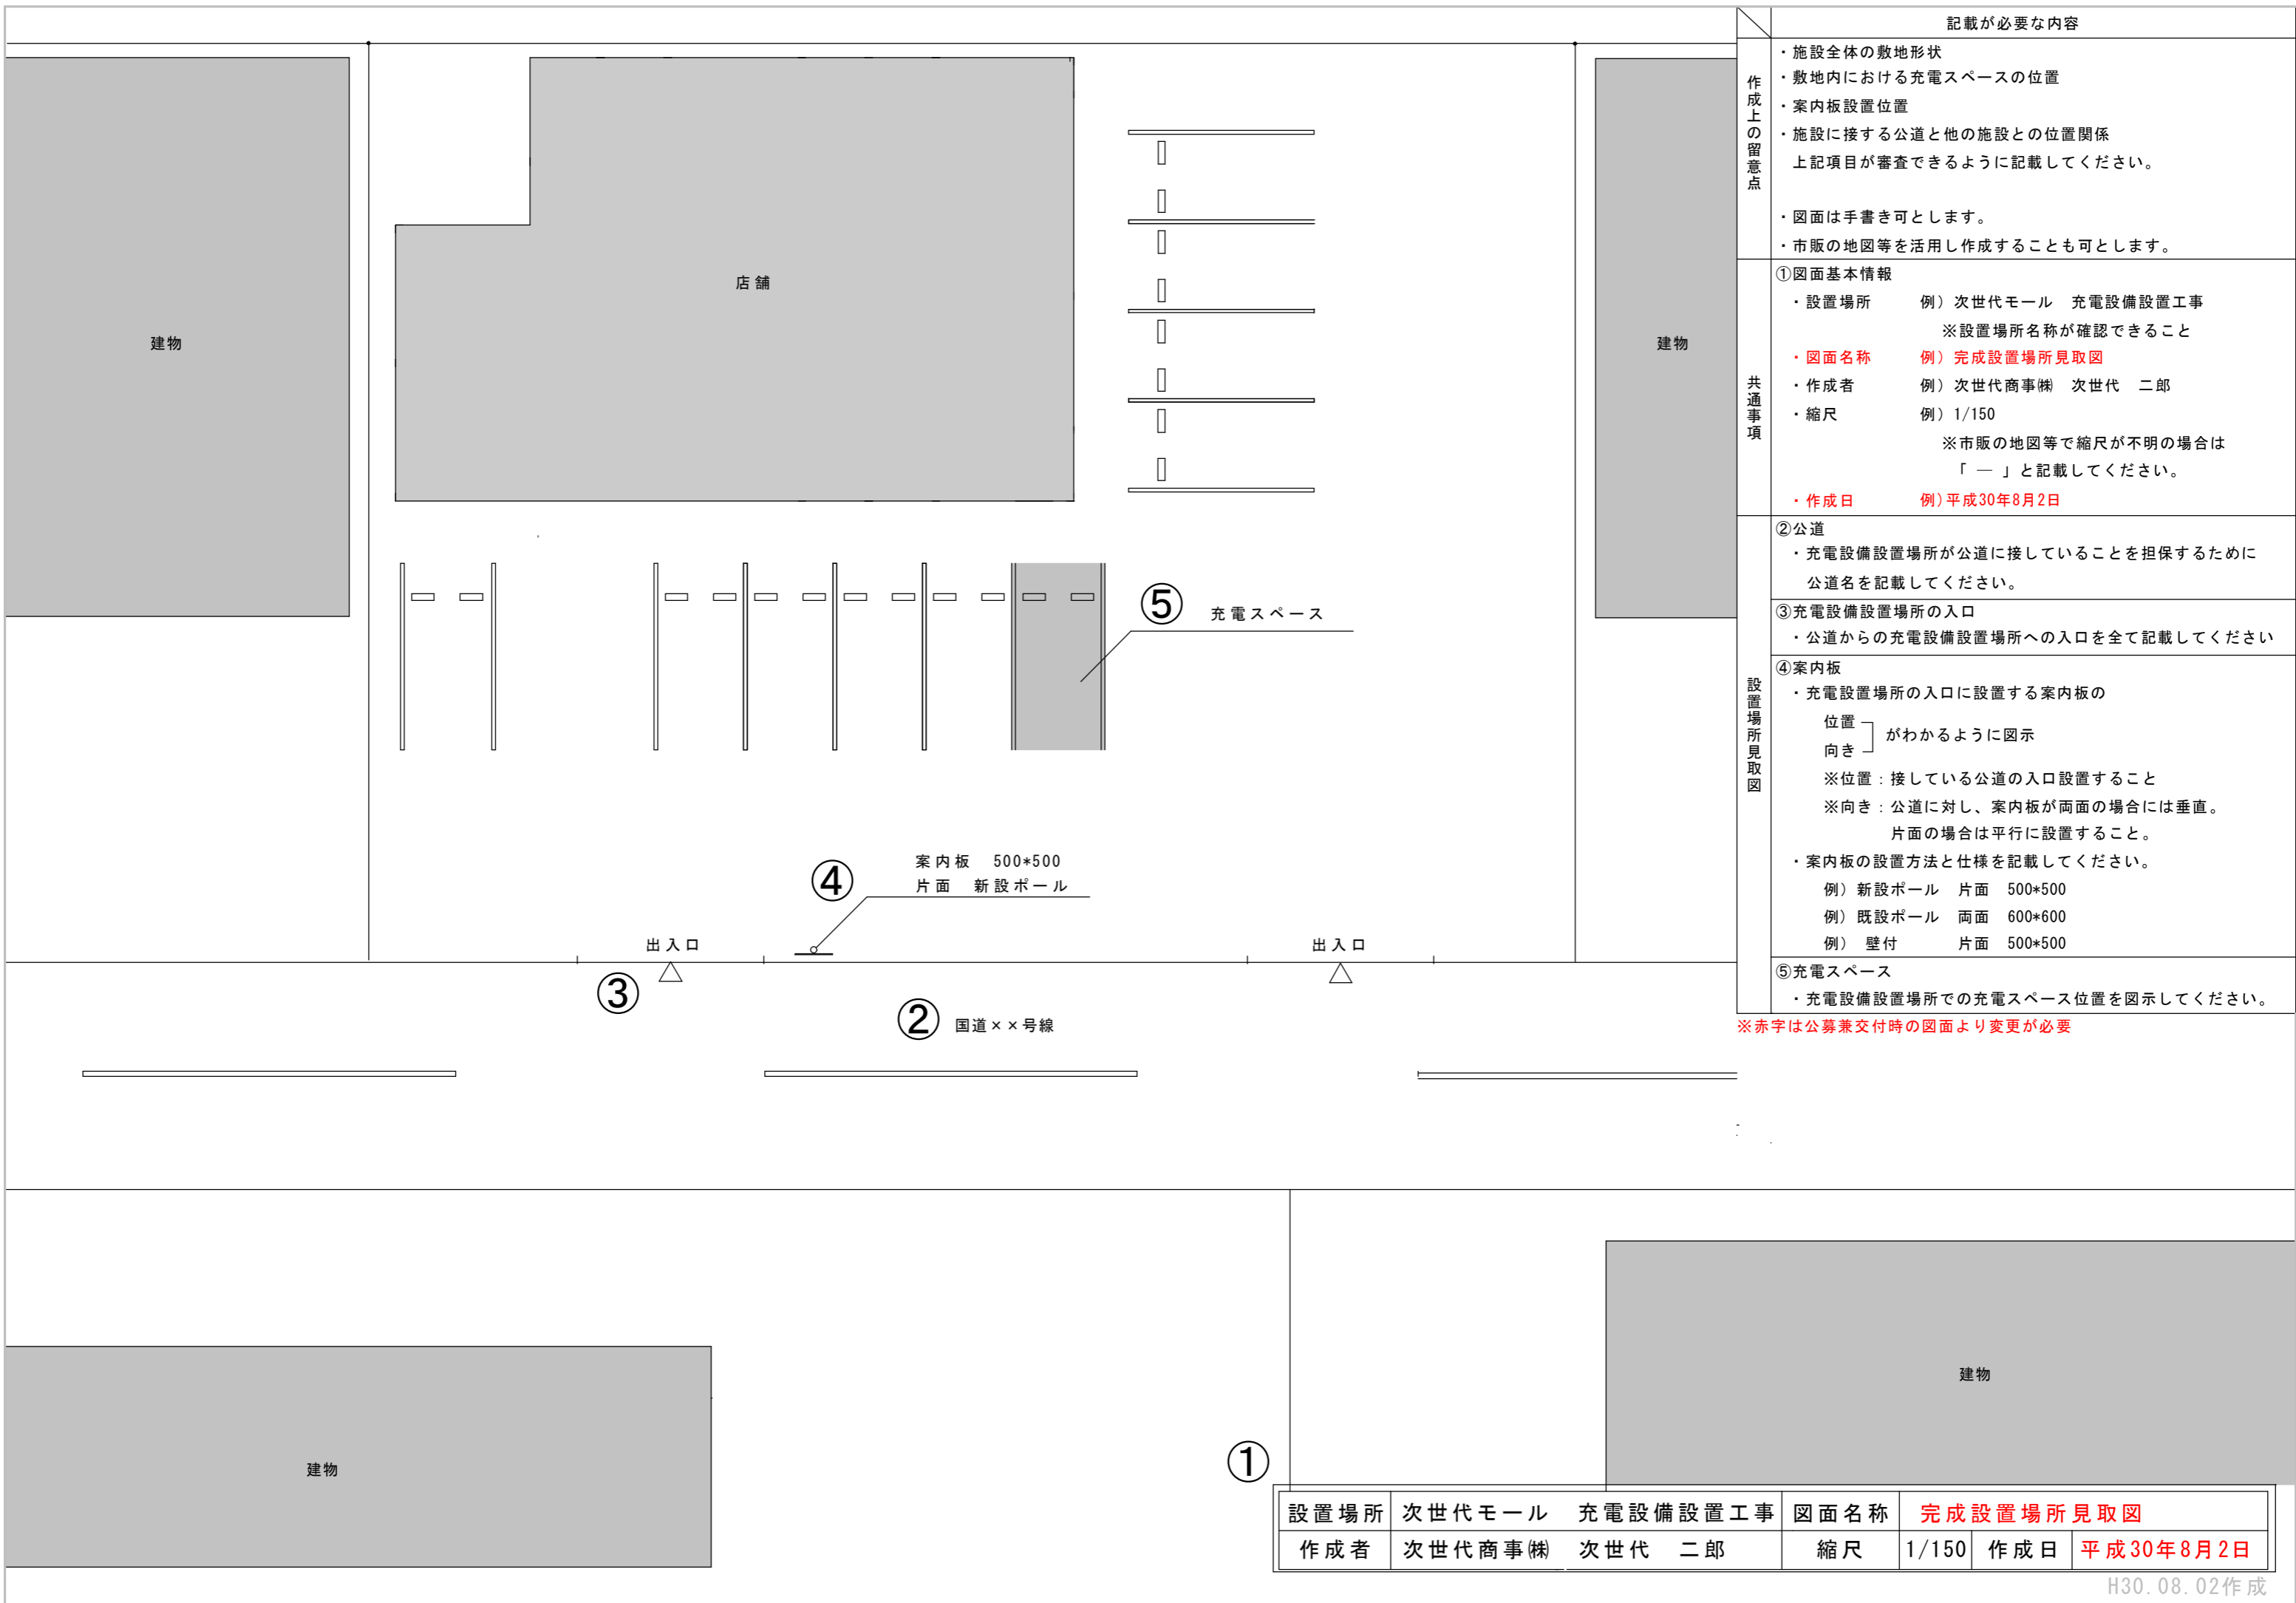 建物
店舗
建物
⑤ 充電スペース
④
案内板 500*500
片面 新設ポール
出入口
出入口
③
② 国道××号線
建物
建物
①
設置場所 次世代モール 充電設備設置工事 図面名称 完成設置場所見取図
作成者 次世代商事㈱ 次世代 二郎 縮尺 1/150 作成日 平成30年8月2日
H30.08.02作成
記載が必要な内容
作成上の留意点
・施設全体の敷地形状
・敷地内における充電スペースの位置
・案内板設置位置
・施設に接する公道と他の施設との位置関係
上記項目が審査できるように記載してください。
・図面は手書き可とします。
・市販の地図等を活用し作成することも可とします。
共通事項
①図面基本情報
・設置場所 例）次世代モール 充電設備設置工事
※設置場所名称が確認できること
・図面名称 例）完成設置場所見取図
・作成者 例）次世代商事㈱ 次世代 二郎
・縮尺 例）1/150
※市販の地図等で縮尺が不明の場合は
「 ― 」と記載してください。
・作成日 例）平成30年8月2日
設置場所見取図
②公道
・充電設備設置場所が公道に接していることを担保するために
公道名を記載してください。
③充電設備設置場所の入口
・公道からの充電設備設置場所への入口を全て記載してください
④案内板
・充電設置場所の入口に設置する案内板の
位置
向き
がわかるように図示
※位置：接している公道の入口設置すること
※向き：公道に対し、案内板が両面の場合には垂直。
片面の場合は平行に設置すること。
・案内板の設置方法と仕様を記載してください。
例）新設ポール 片面 500*500
例）既設ポール 両面 600*600
例） 壁付 片面 500*500
⑤充電スペース
・充電設備設置場所での充電スペース位置を図示してください。
※赤字は公募兼交付時の図面より変更が必要